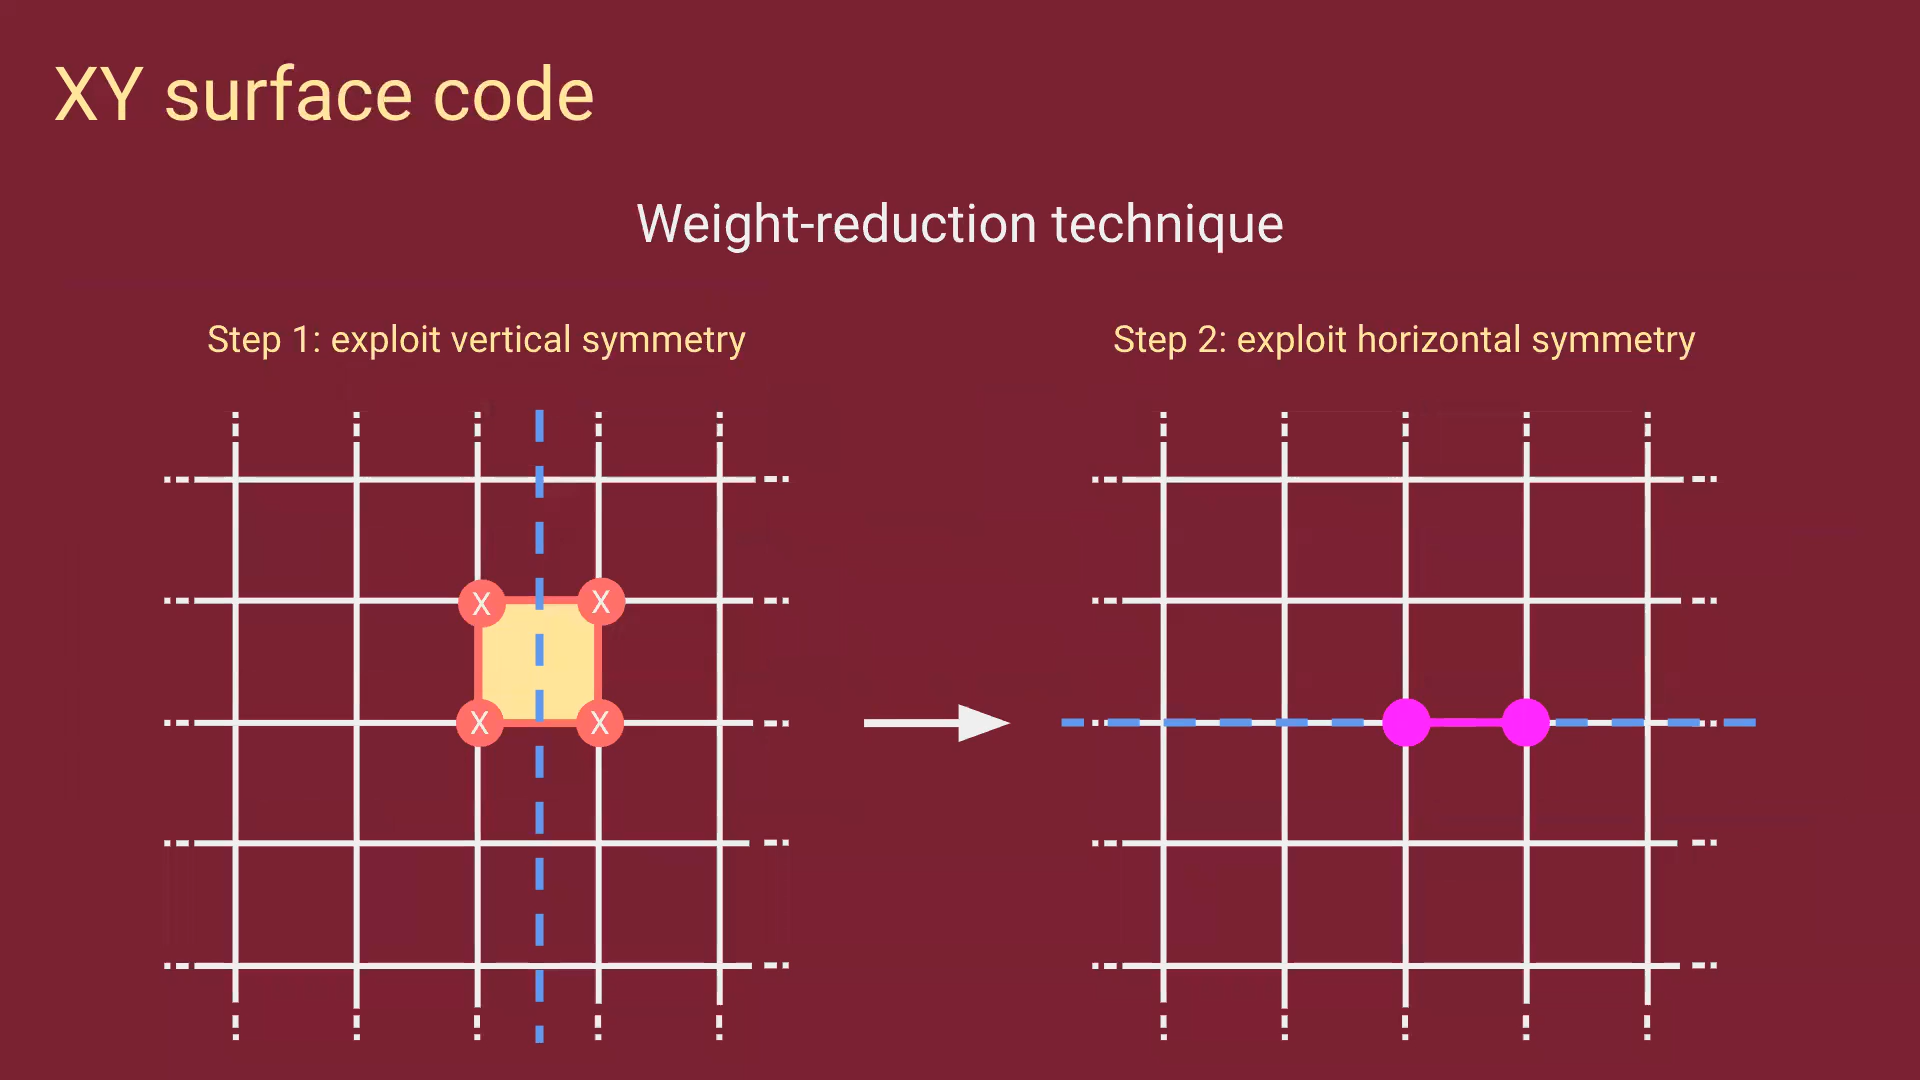 XY surface code
Weight-reduction technique
Step 1: exploit vertical symmetry
Step 2: exploit horizontal symmetry
X X
X X